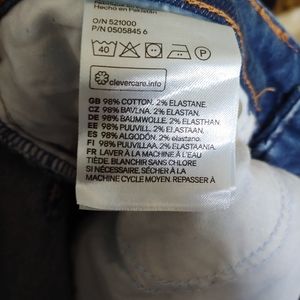 Hecho en Pakistán
O/N 521000
P/N 0505845 6
40
clevercare.info
GB 98% COTTON. 2% ELASTANE.
CZ 98% BAVLNA. 2% ELASTAN.
DE 98% BAUMWOLLE. 2% ELASTHAN
EE 98% PUUVILL. 2% ELASTAAN.
ES 98% ALGODÓN. 2% ELASTANO.
FI 98% PUUVILLAA. 2% ELASTAANIA.
FR LAVER À LA MACHINE À L'EAU
TIÈDE. BLANCHIR SANS CHLORE
SI NÉCESSAIRE. SÉCHER À LA
MACHINE CYCLE MOYEN. REPASSER À